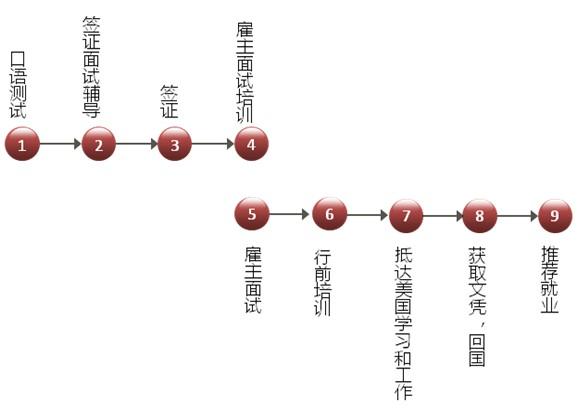 口语测试
签证面试辅导
签证
雇主面试培训
1
2
3
4
5
6
7
8
9
雇主面试
行前培训
抵达美国学习和工作
获取文凭，回国
推荐就业